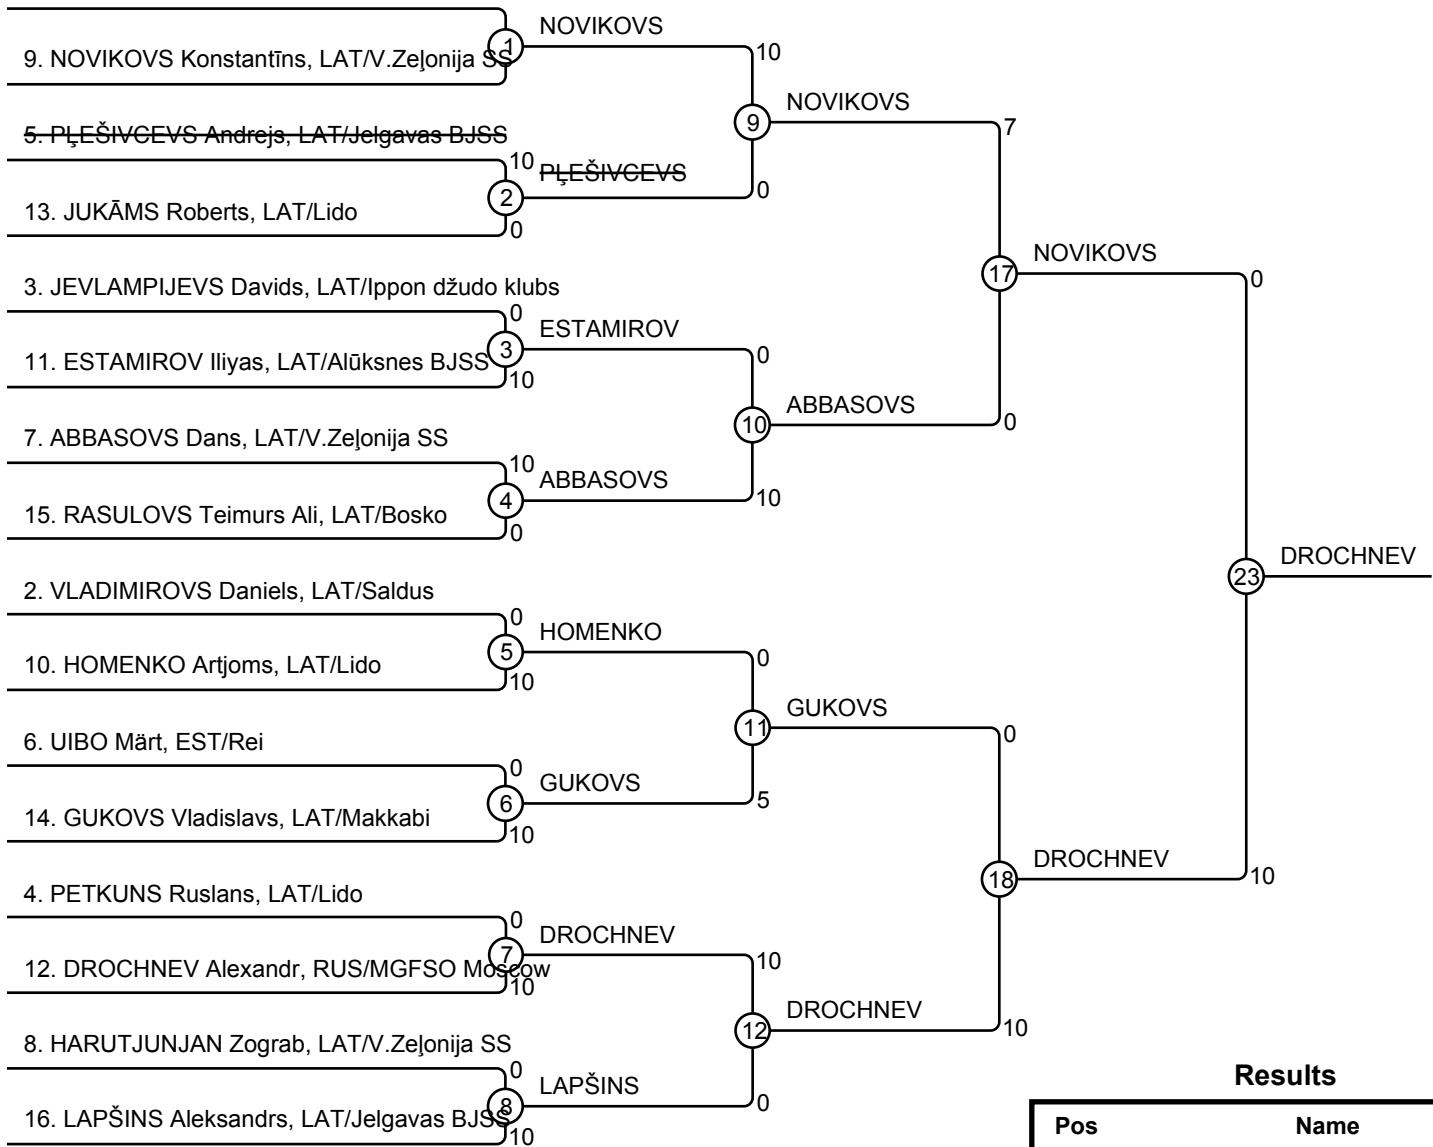 NOVIKOVS
1
9. NOVIKOVS Konstantīns, LAT/V.Zeļonija SS
10
NOVIKOVS
9
7
5. PĻEŠIVCEVS Andrejs, LAT/Jelgavas BJSS
10
PĻEŠIVCEVS
0
2
13. JUKĀMS Roberts, LAT/Lido
0
NOVIKOVS
17
0
3. JEVLAMPIJEVS Davids, LAT/Ippon džudo klubs
0
ESTAMIROV
3
0
11. ESTAMIROV Iliyas, LAT/Alūksnes BJSS
10
ABBASOVS
10
0
7. ABBASOVS Dans, LAT/V.Zeļonija SS
10
ABBASOVS
10
4
15. RASULOVS Teimurs Ali, LAT/Bosko
0
DROCHNEV
23
2. VLADIMIROVS Daniels, LAT/Saldus
0
HOMENKO
5
0
10. HOMENKO Artjoms, LAT/Lido
10
GUKOVS
11
0
6. UIBO Märt, EST/Rei
0
GUKOVS
5
6
14. GUKOVS Vladislavs, LAT/Makkabi
10
DROCHNEV
18
10
4. PETKUNS Ruslans, LAT/Lido
0
DROCHNEV
7
10
12. DROCHNEV Alexandr, RUS/MGFSO Moscow
10
DROCHNEV
12
10
8. HARUTJUNJAN Zograb, LAT/V.Zeļonija SS
0
LAPŠINS
0
8
16. LAPŠINS Aleksandrs, LAT/Jelgavas BJSS
10
Results
Pos Name